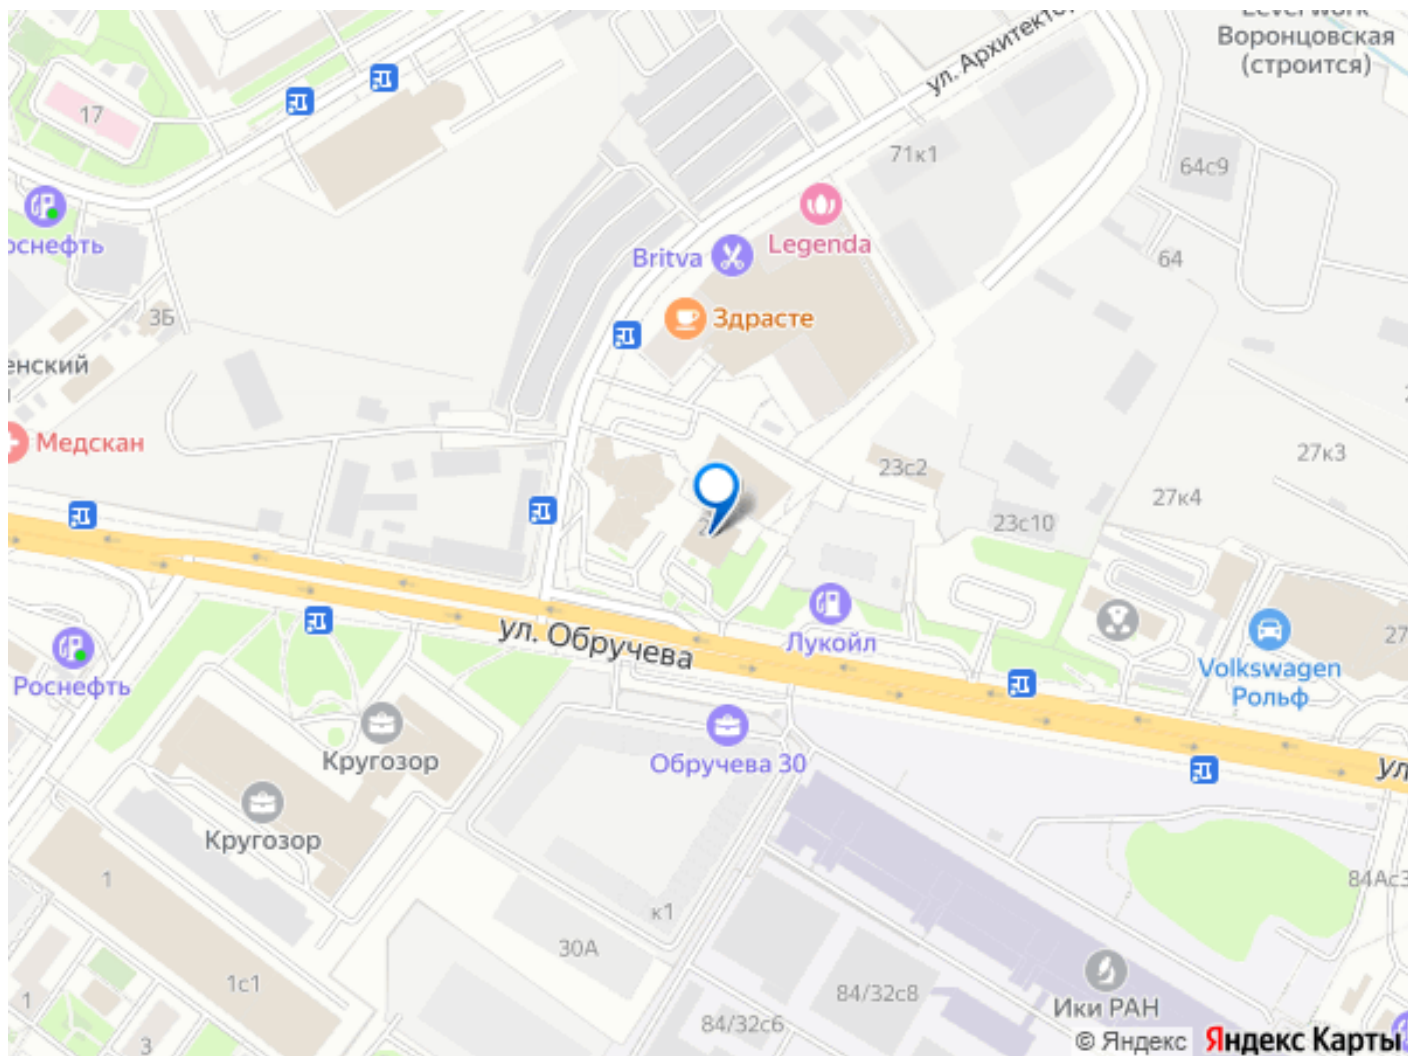 Воронцовская
(строится)
ул. Архитекто
17
71к1
64с9
Legenda
Britva
64
оснефть
3Б
Здрасте
енский
Медскан
23с2
27к3
27к4
23с10
ул. Обручева
Лукойл
27
Volkswagen
Рольф
Роснефть
Кругозор
Обручева 30
ул
Кругозор
1
84Ас3
к1
30А
1с1
84/32с8
1
Ики РАН
84/32с6
3
© Яндекс Яндекс Карты